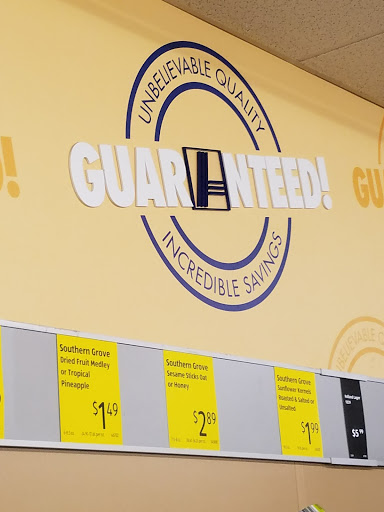 UNBELIEVABLE QUALITY
GUARANTEED!
INCREDIBLE SAVINGS
Southern Grove
Dried Fruit Medley
or Tropical
Pineapple
$1 49
Southern Grove
Sesame Sticks Oat
or Honey
$2 89
Southern Grove
Sunflower Kernels
Roasted & Salted or
Unsalted
$1 99
$5 99
UNBELIEVABLE